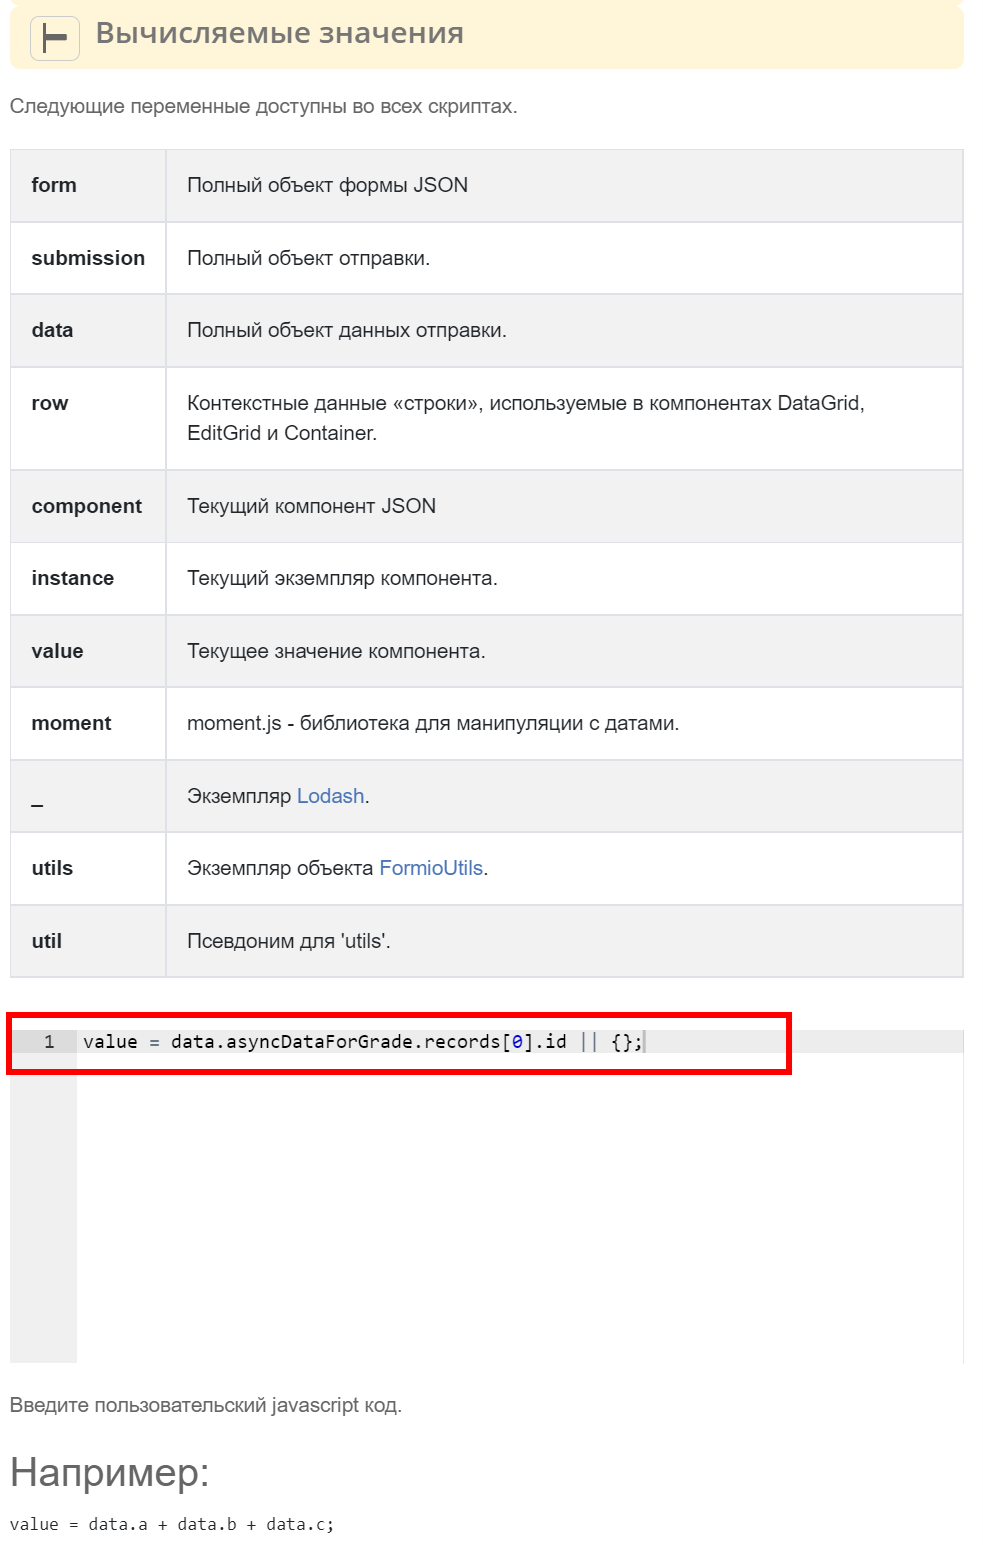 Вычисляемые значения
Следующие переменные доступны во всех скриптах.
form Полный объект формы JSON
submission Полный объект отправки.
data Полный объект данных отправки.
row Контекстные данные «строки», используемые в компонентах DataGrid,
EditGrid и Container.
component Текущий компонент JSON
instance Текущий экземпляр компонента.
value Текущее значение компонента.
moment moment.js - библиотека для манипуляции с датами.
_ Экземпляр Lodash.
utils Экземпляр объекта FormioUtils.
util Псевдоним для 'utils'.
1 value = data.asyncDataForGrade.records[0].id || {};
Введите пользовательский javascript код.
Например:
value = data.a + data.b + data.c;